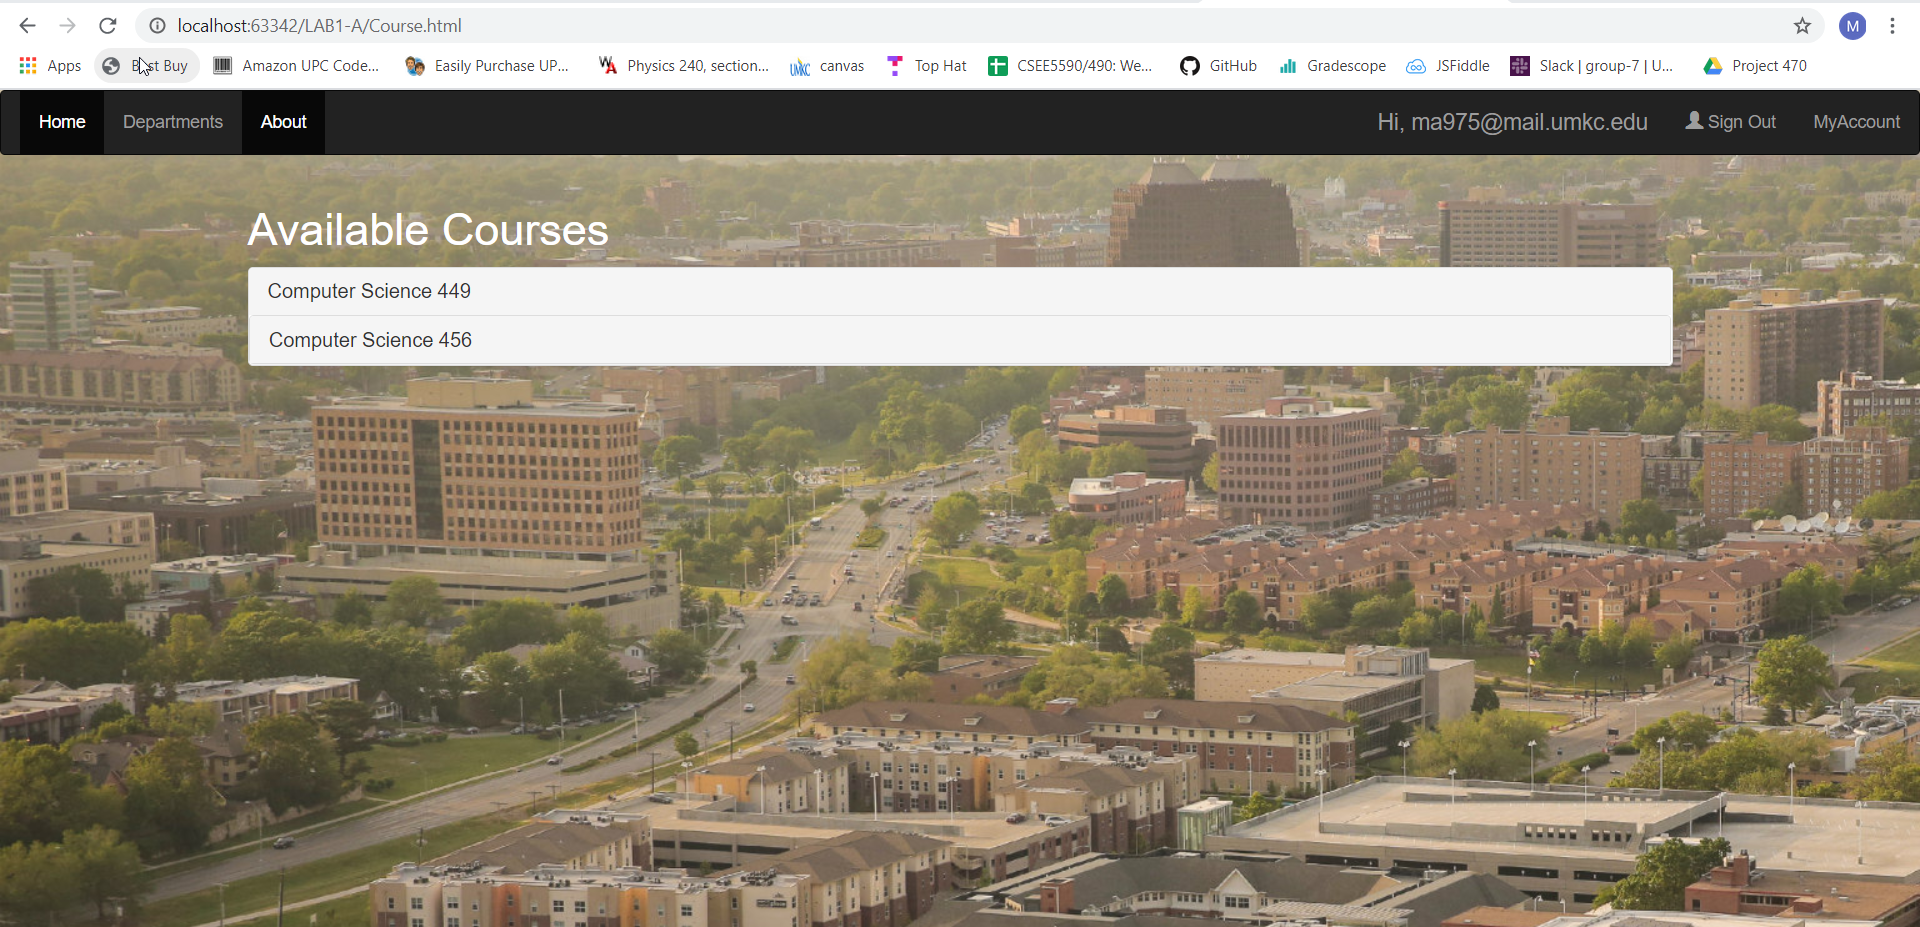 localhost:63342/LAB1-A/Course.html
M
Apps Best Buy Amazon UPC Code... Easily Purchase UP... Physics 240, section... canvas Top Hat CSEE5590/490: We... GitHub Gradescope JSFiddle Slack | group-7 | U... Project 470
Home Departments About Hi, ma975@mail.umkc.edu Sign Out MyAccount
Available Courses
Computer Science 449
Computer Science 456